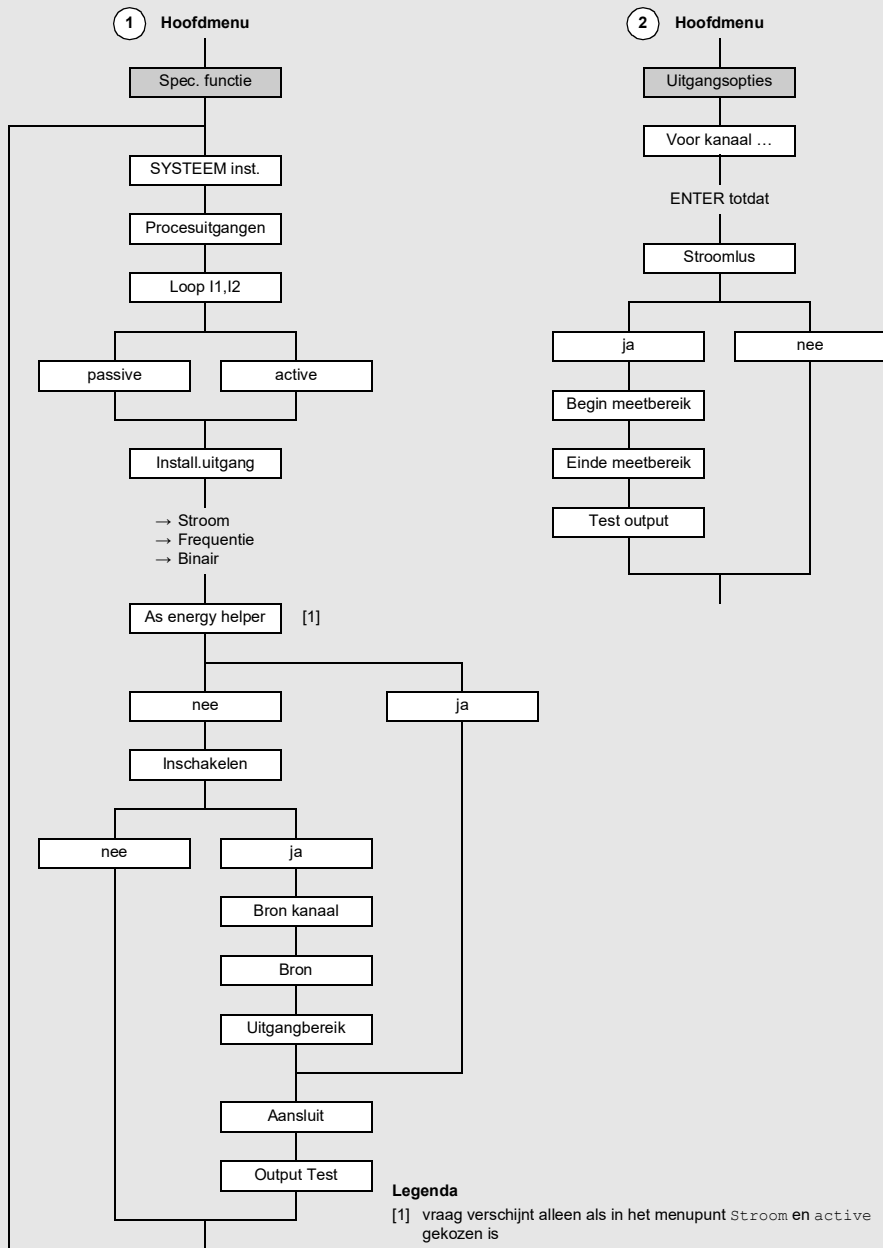 1 Hoofdmenu
Spec. functie
SYSTEEM inst.
Procesuitgangen
Loop I1,I2
passive
active
Install.uitgang
→ Stroom
→ Frequentie
→ Binair
As energy helper [1]
nee
ja
Inschakelen
nee
ja
Bron kanaal
Bron
Uitgangbereik
Aansluit
Output Test
2 Hoofdmenu
Uitgangsopties
Voor kanaal …
ENTER totdat
Stroomlus
ja
nee
Begin meetbereik
Einde meetbereik
Test output
Legenda
[1] vraag verschijnt alleen als in het menupunt Stroom en active
gekozen is